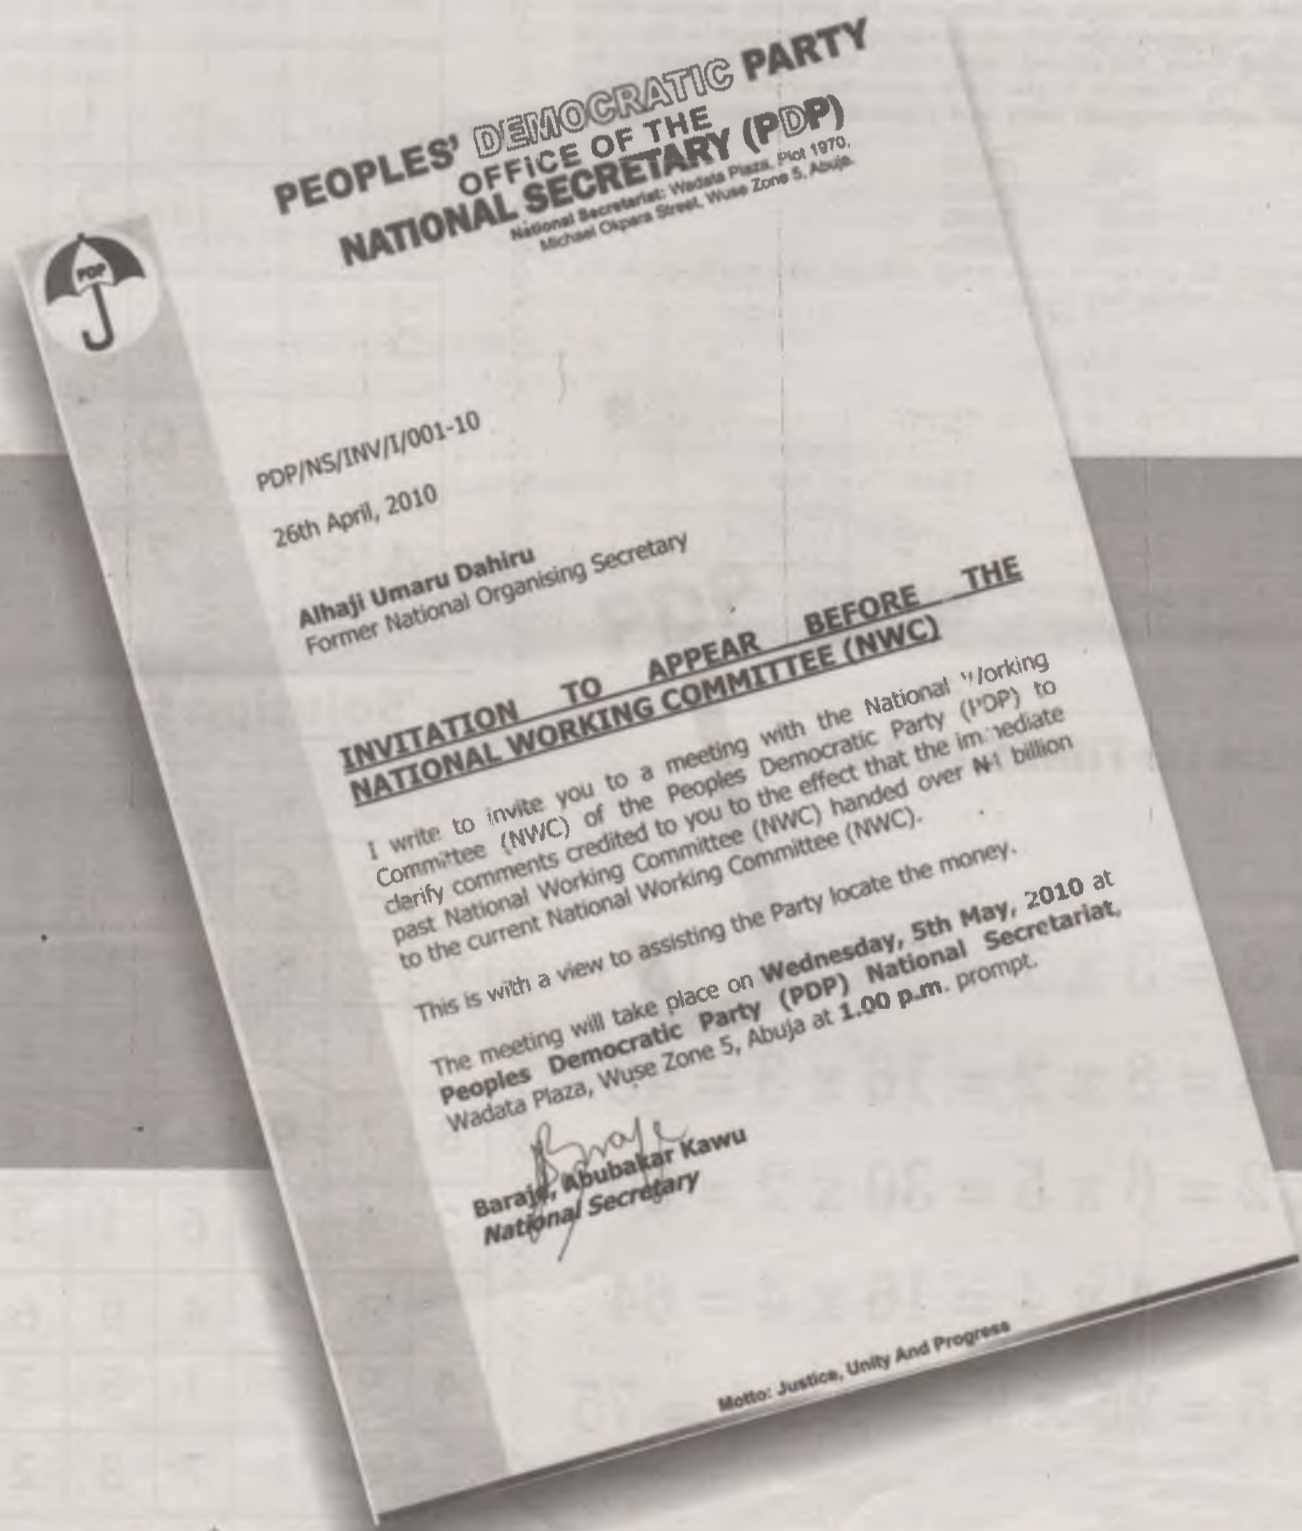 PEOPLES' DEMOCRATIC PARTY
OFFICE OF THE
NATIONAL SECRETARY (PDP)
National Secretariat: Wadata Plaza, Plot 1970,
Michael Okpara Street, Wuse Zone 5, Abuja.
PDP
PDP/NS/INV/I/001-10
26th April, 2010
Alhaji Umaru Dahiru
Former National Organising Secretary
INVITATION TO APPEAR BEFORE THE
NATIONAL WORKING COMMITTEE (NWC)
I write to invite you to a meeting with the National Working
Committee (NWC) of the Peoples Democratic Party (PDP) to
clarify comments credited to you to the effect that the immediate
past National Working Committee (NWC) handed over billion
to the current National Working Committee (NWC).
This is with a view to assisting the Party locate the money.
The meeting will take place on Wednesday, 5th May, 2010 at
Peoples Democratic Party (PDP) National Secretariat,
Wadata Plaza, Wuse Zone 5, Abuja at 1.00 p.m. prompt.
Baraje
Baraje, Abubakar Kawu
National Secretary
Motto: Justice, Unity And Progress